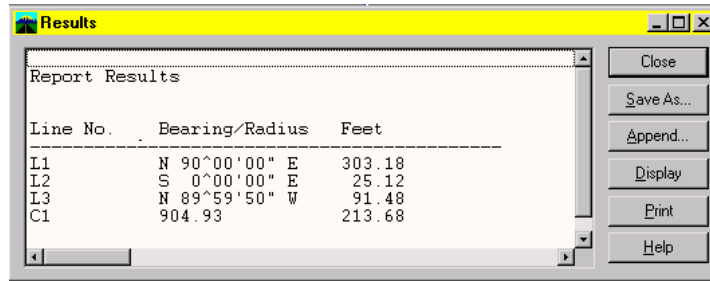 Results
Report Results
Line No. Bearing/Radius Feet
L1 N 90^00'00" E 303.18
L2 S 0^00'00" E 25.12
L3 N 89^59'50" W 91.48
C1 904.93 213.68
Close
Save As...
Append...
Display
Print
Help